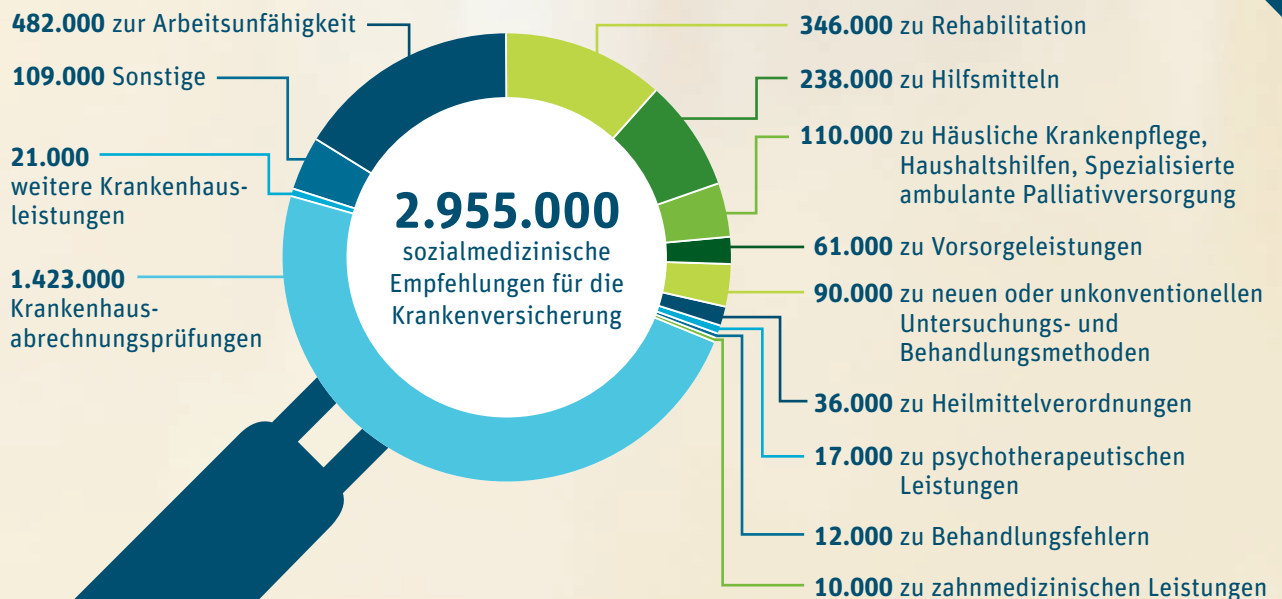 482.000 zur Arbeitsunfähigkeit
109.000 Sonstige
21.000
weitere Krankenhaus-
leistungen
1.423.000
Krankenhaus-
abrechnungsprüfungen
2.955.000
sozialmedizinische
Empfehlungen für die
Krankenversicherung
346.000 zu Rehabilitation
238.000 zu Hilfsmitteln
110.000 zu Häusliche Krankenpflege,
Haushaltshilfen, Spezialisierte
ambulante Palliativversorgung
61.000 zu Vorsorgeleistungen
90.000 zu neuen oder unkonventionellen
Untersuchungs- und
Behandlungsmethoden
36.000 zu Heilmittelverordnungen
17.000 zu psychotherapeutischen
Leistungen
12.000 zu Behandlungsfehlern
10.000 zu zahnmedizinischen Leistungen